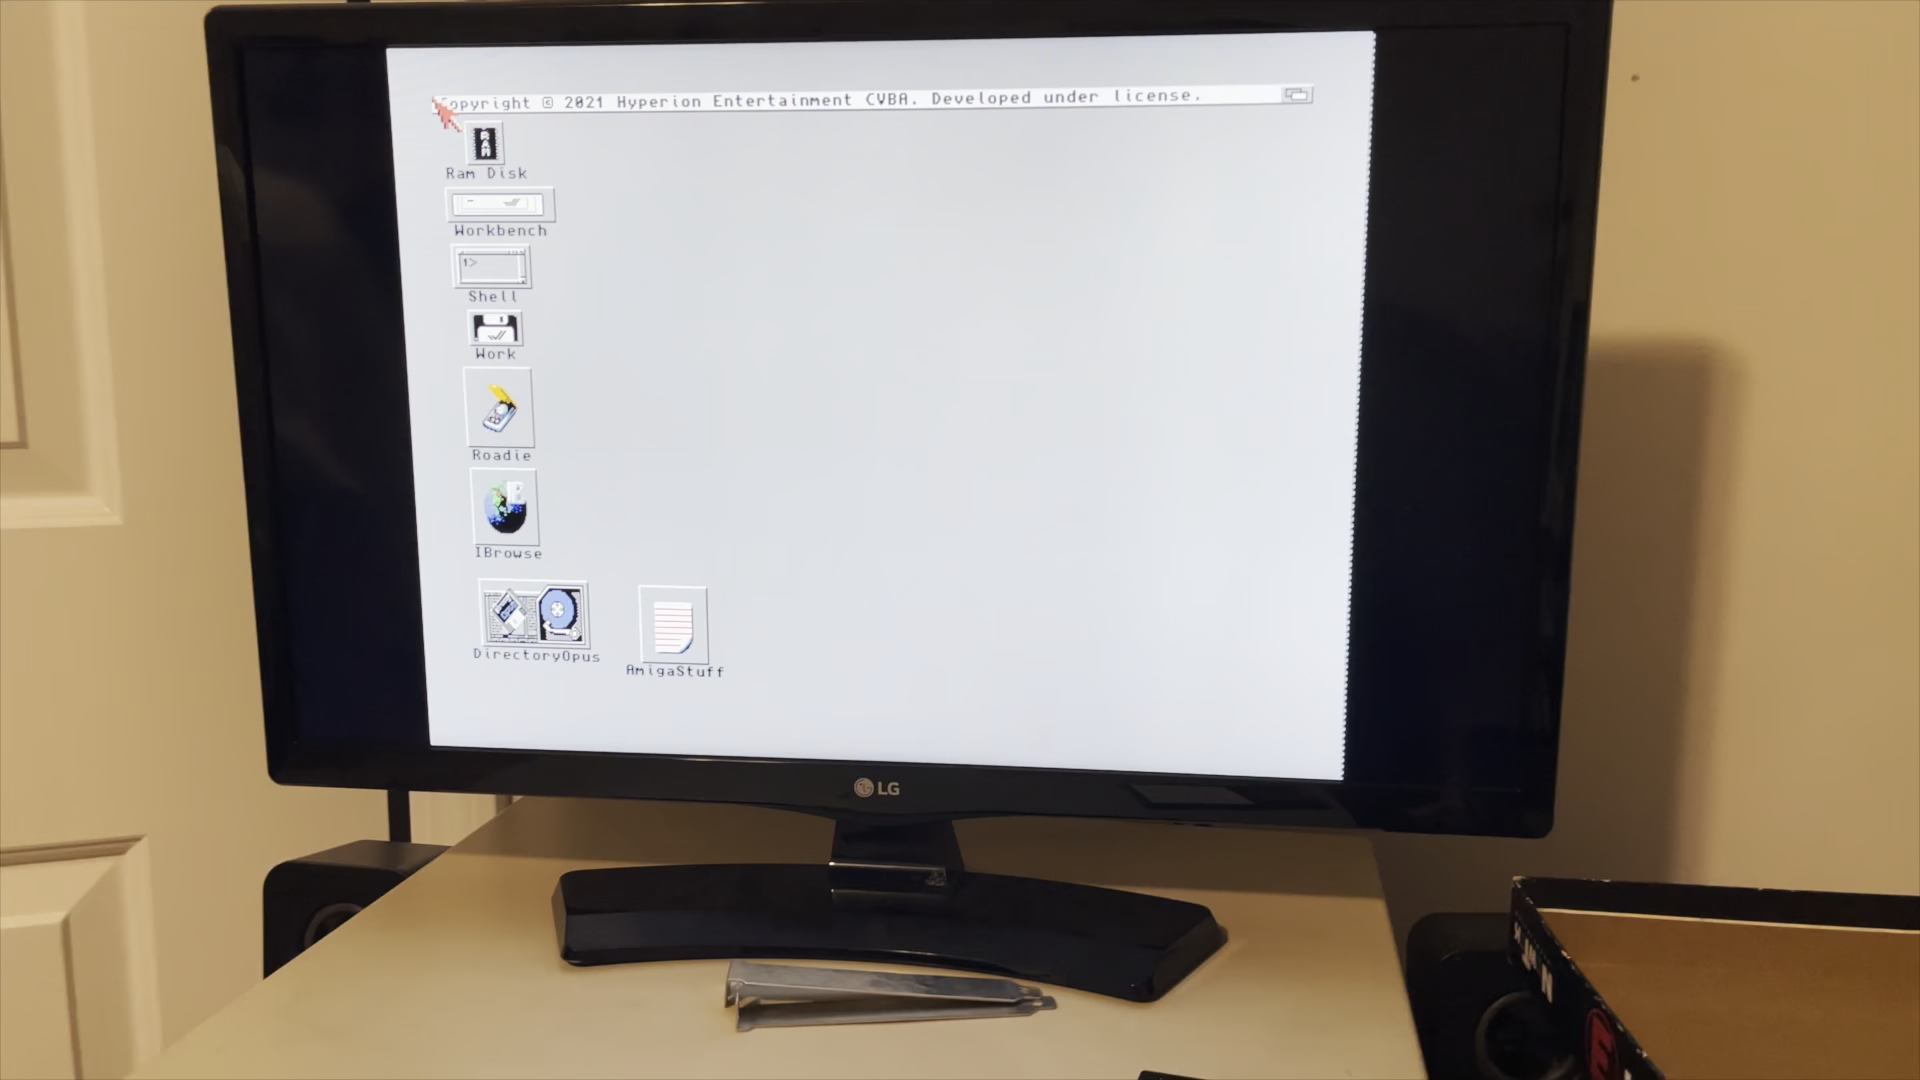 Copyright © 2021 Hyperion Entertainment CVBA. Developed under license.
RAM
Ram Disk
Workbench
1>
Shell
Work
Roadie
IBrowse
DirectoryOpus
AmigaStuff
LG